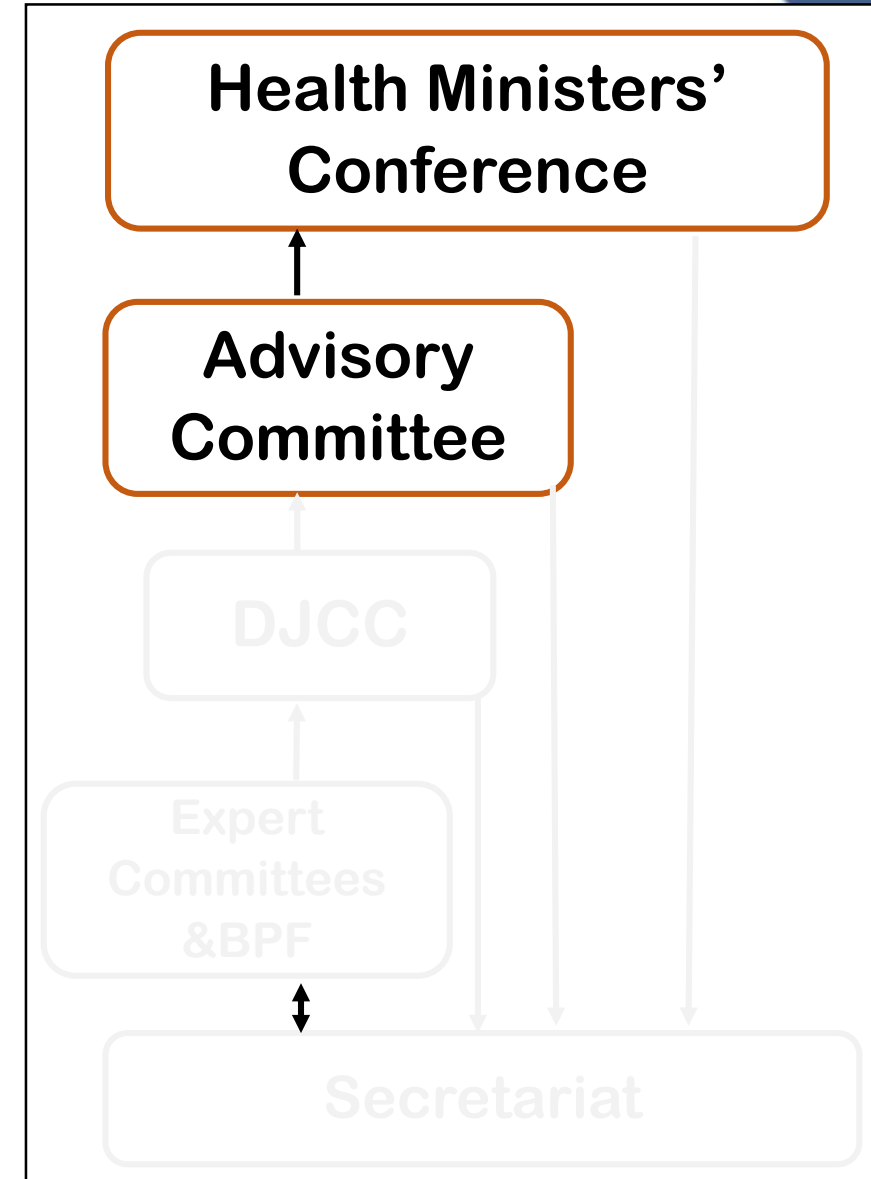 Health Ministers’
Conference
Advisory
Committee
DJCC
Expert
Committees
&BPF
Secretariat